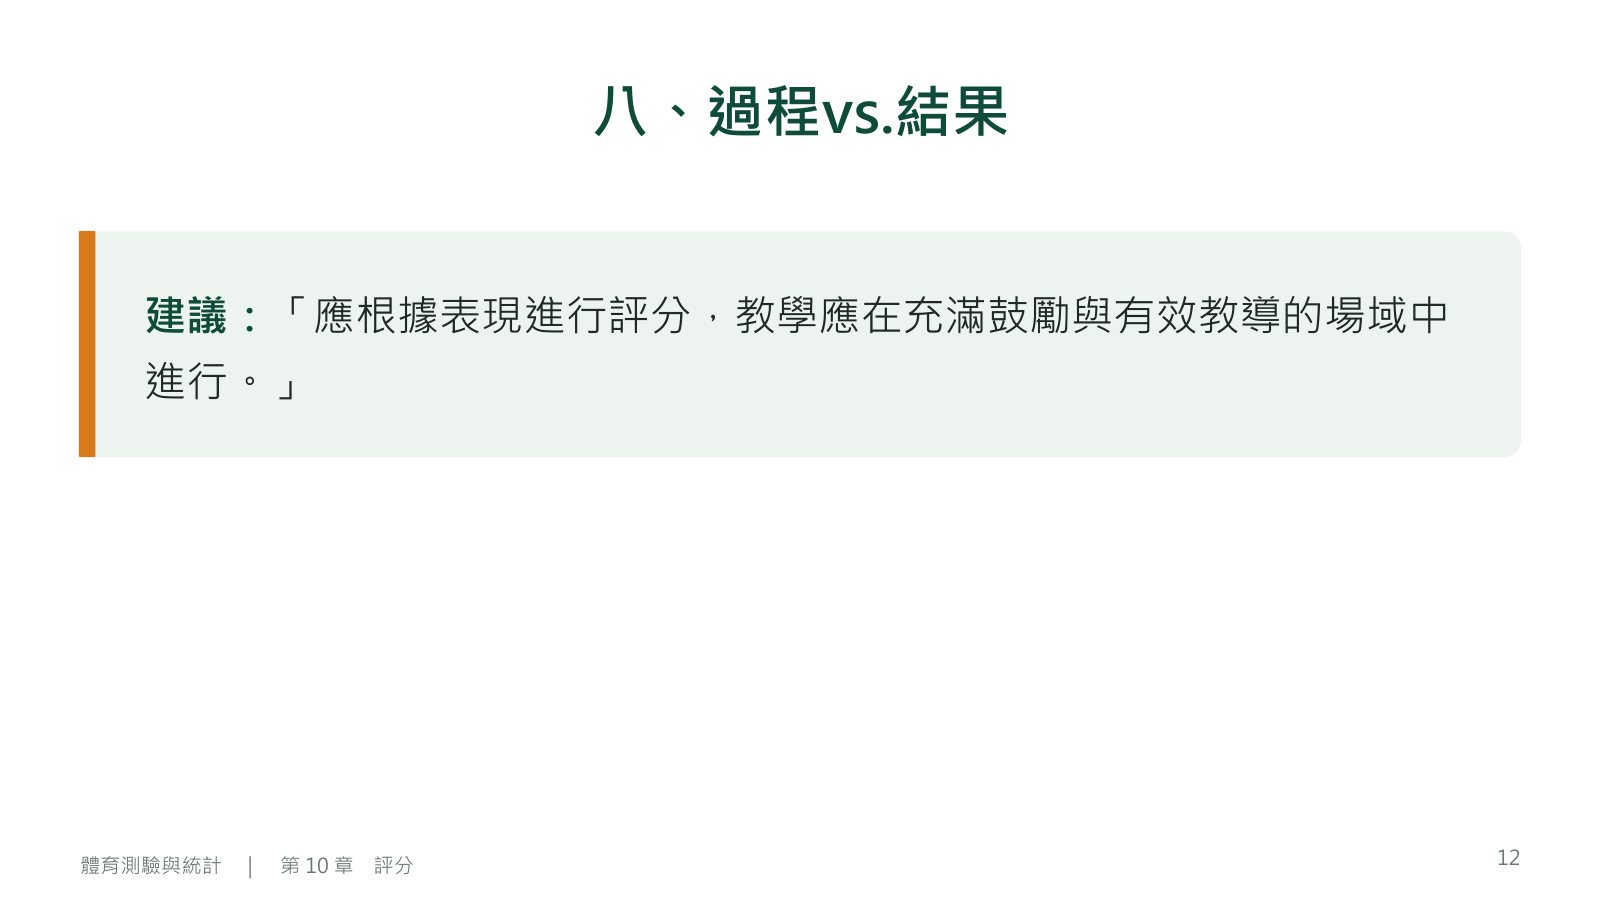 八、過程vs.結果
建議：「應根據表現進行評分，教學應在充滿鼓勵與有效教導的場域中
進行。」
體育測驗與統計 | 第 10 章 評分
12